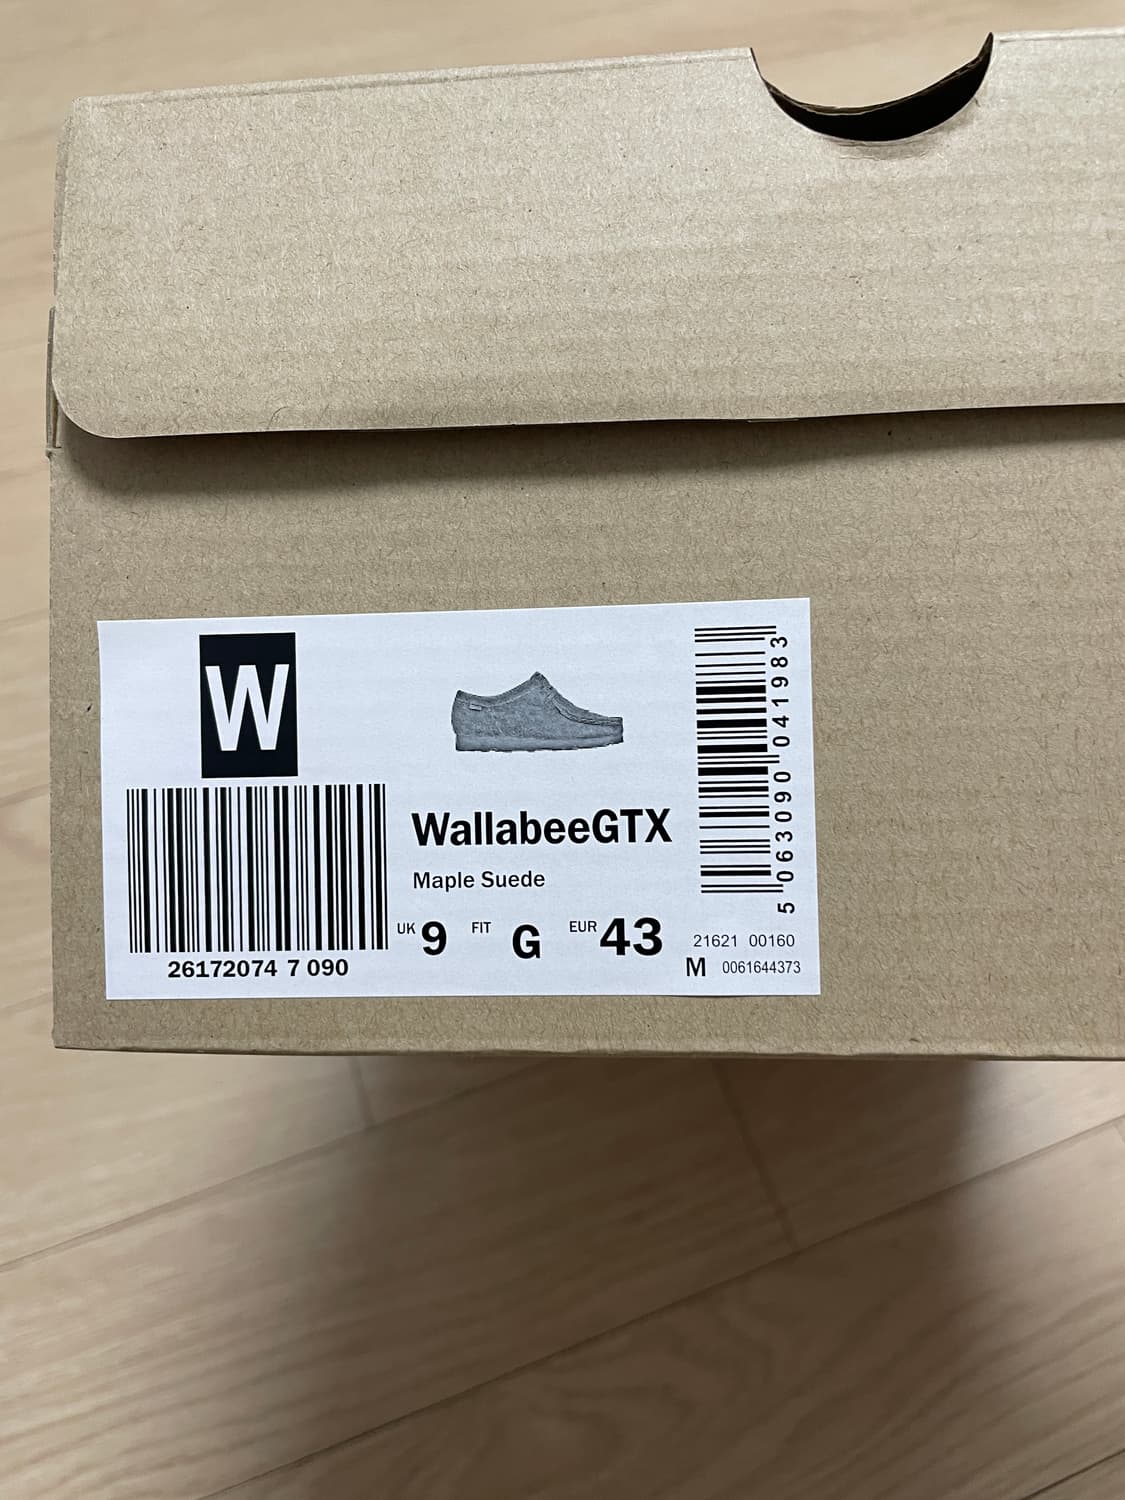 W
26172074 7 090
WallabeeGTX
Maple Suede
UK 9 FIT G EUR 43
5 063090 041983
21621 00160
M 0061644373